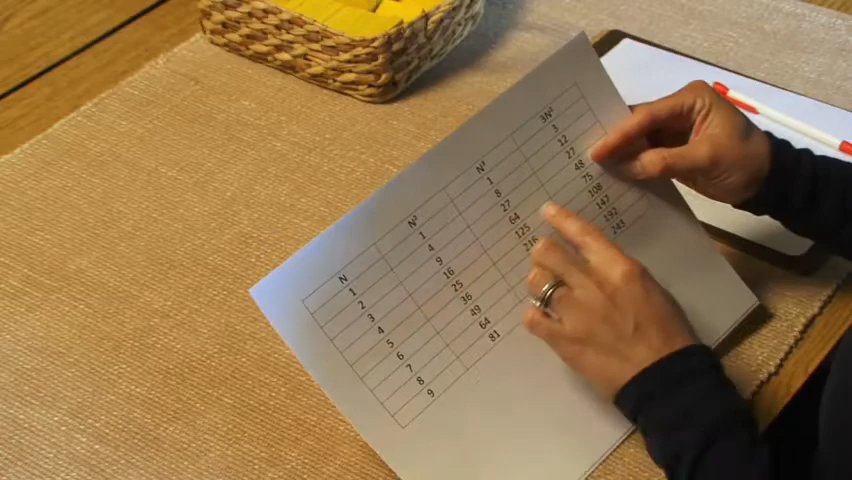 N N² N³ 3N²
1 1 1 3
2 4 8 12
3 9 27 27
4 16 64 48
5 25 125 75
6 36 216 108
7 49 147
8 64 192
9 81 243